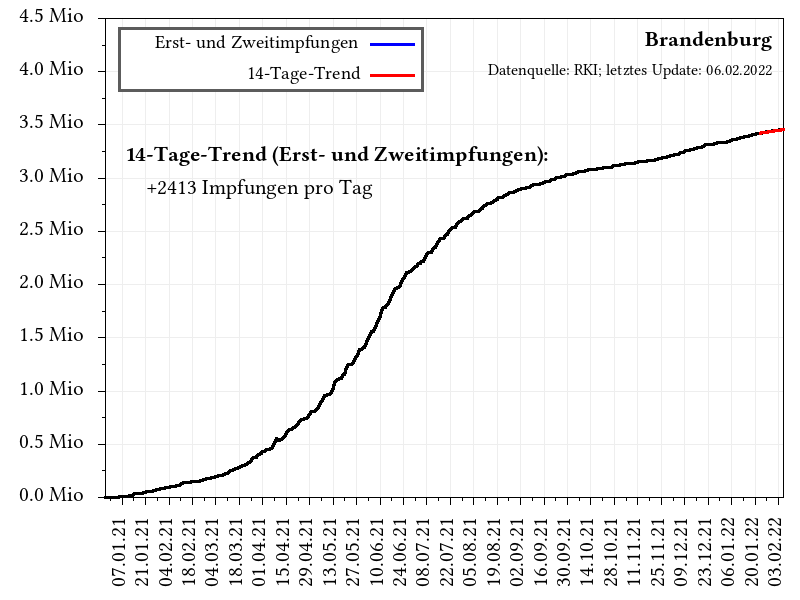 4.5 Mio
4.0 Mio
3.5 Mio
3.0 Mio
2.5 Mio
2.0 Mio
1.5 Mio
1.0 Mio
0.5 Mio
0.0 Mio
Erst- und Zweitimpfungen
14-Tage-Trend
Brandenburg
Datenquelle: RKI; letztes Update: 06.02.2022
14-Tage-Trend (Erst- und Zweitimpfungen):
+2413 Impfungen pro Tag
07.01.21
21.01.21
04.02.21
18.02.21
04.03.21
18.03.21
01.04.21
15.04.21
29.04.21
13.05.21
27.05.21
10.06.21
24.06.21
08.07.21
22.07.21
05.08.21
19.08.21
02.09.21
16.09.21
30.09.21
14.10.21
28.10.21
11.11.21
25.11.21
09.12.21
23.12.21
06.01.22
20.01.22
03.02.22